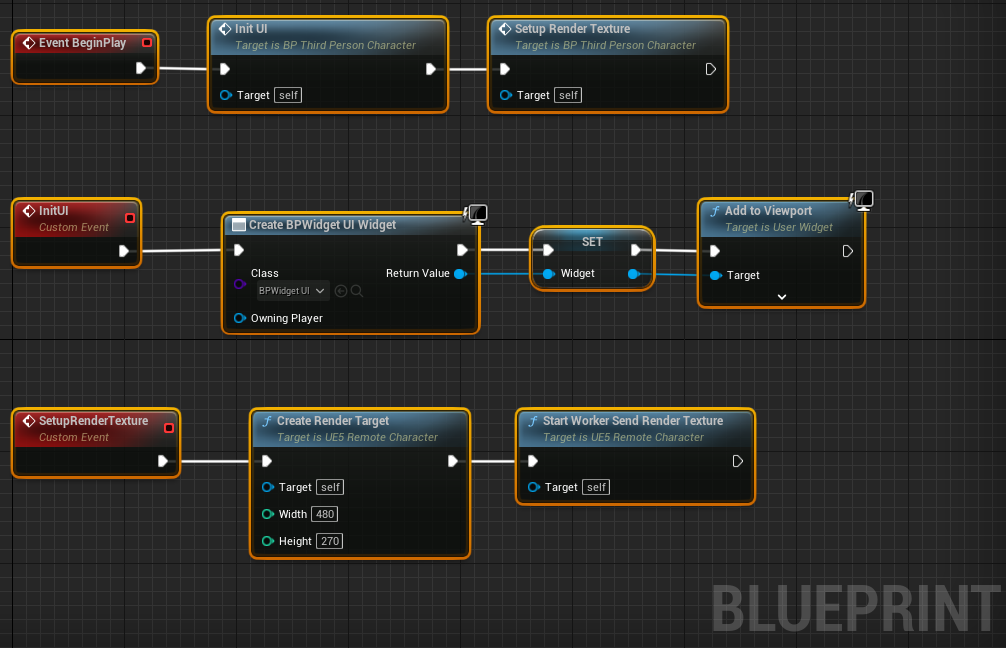 Event BeginPlay
Init UI
Target is BP Third Person Character
Target self
Setup Render Texture
Target is BP Third Person Character
Target self
InitUI
Custom Event
Create BPWidget UI Widget
Class
BPWidget UI
Return Value
Owning Player
SET
Widget
Add to Viewport
Target is User Widget
Target
SetupRenderTexture
Custom Event
Create Render Target
Target is UE5 Remote Character
Target self
Width 480
Height 270
Start Worker Send Render Texture
Target is UE5 Remote Character
Target self
BLUEPRINT